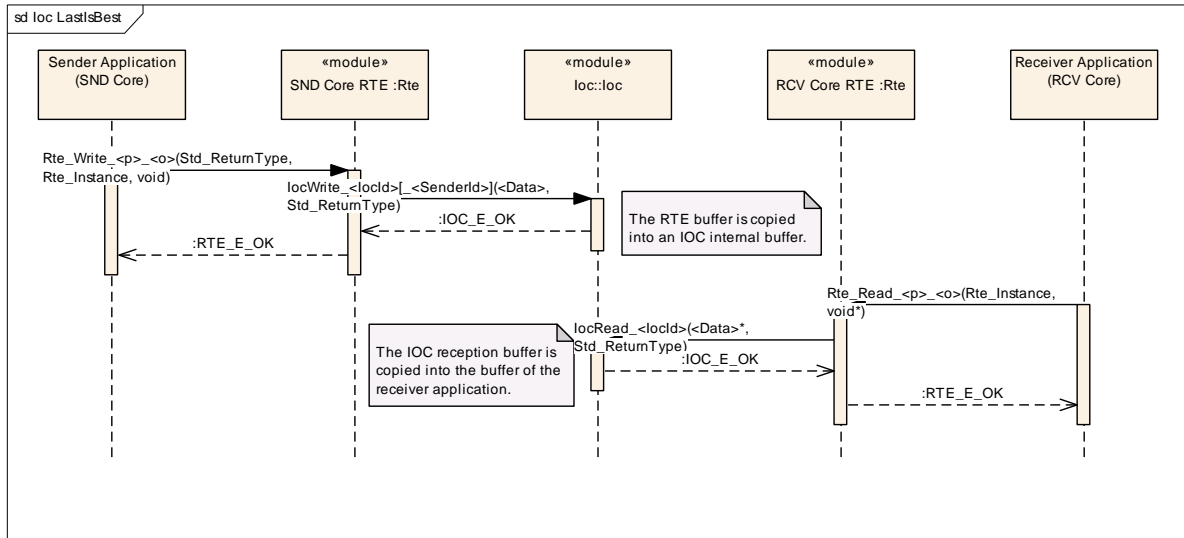 sd Ioc LastIsBest
Sender Application
(SND Core)
«module»
SND Core RTE :Rte
«module»
Ioc::Ioc
«module»
RCV Core RTE :Rte
Receiver Application
(RCV Core)
Rte_Write_<p>_<o>(Std_ReturnType,
Rte_Instance, void)
IocWrite_<IocId>[_<SenderId>](<Data>,
Std_ReturnType)
:IOC_E_OK
:RTE_E_OK
The RTE buffer is copied
into an IOC internal buffer.
Rte_Read_<p>_<o>(Rte_Instance,
void*)
IocRead_<IocId>(<Data>*,
Std_ReturnType)
The IOC reception buffer is
copied into the buffer of the
receiver application.
:IOC_E_OK
:RTE_E_OK